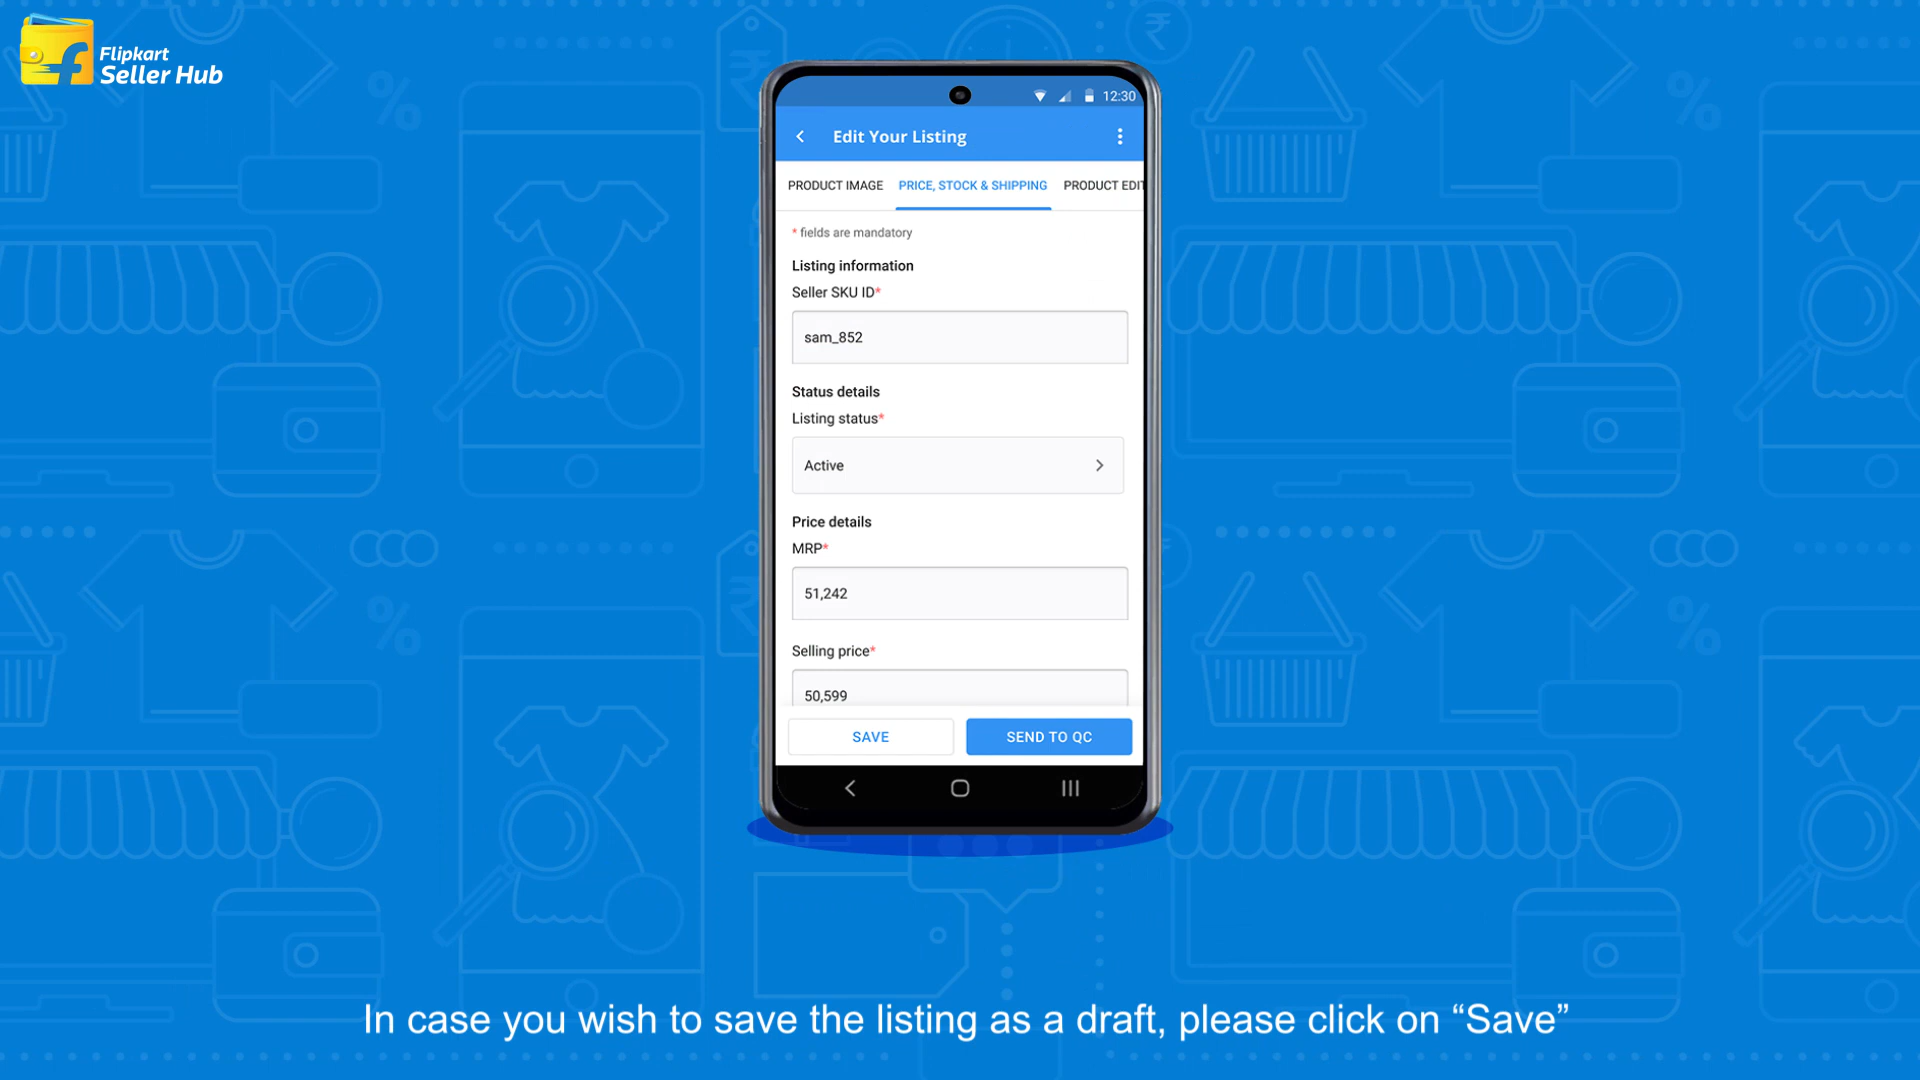 Flipkart
Seller Hub
12:30
Edit Your Listing
PRODUCT IMAGE PRICE, STOCK & SHIPPING PRODUCT EDIT
* fields are mandatory
Listing information
Seller SKU ID*
sam_852
Status details
Listing status*
Active
Price details
MRP*
51,242
Selling price*
50,599
SAVE SEND TO QC
In case you wish to save the listing as a draft, please click on “Save”